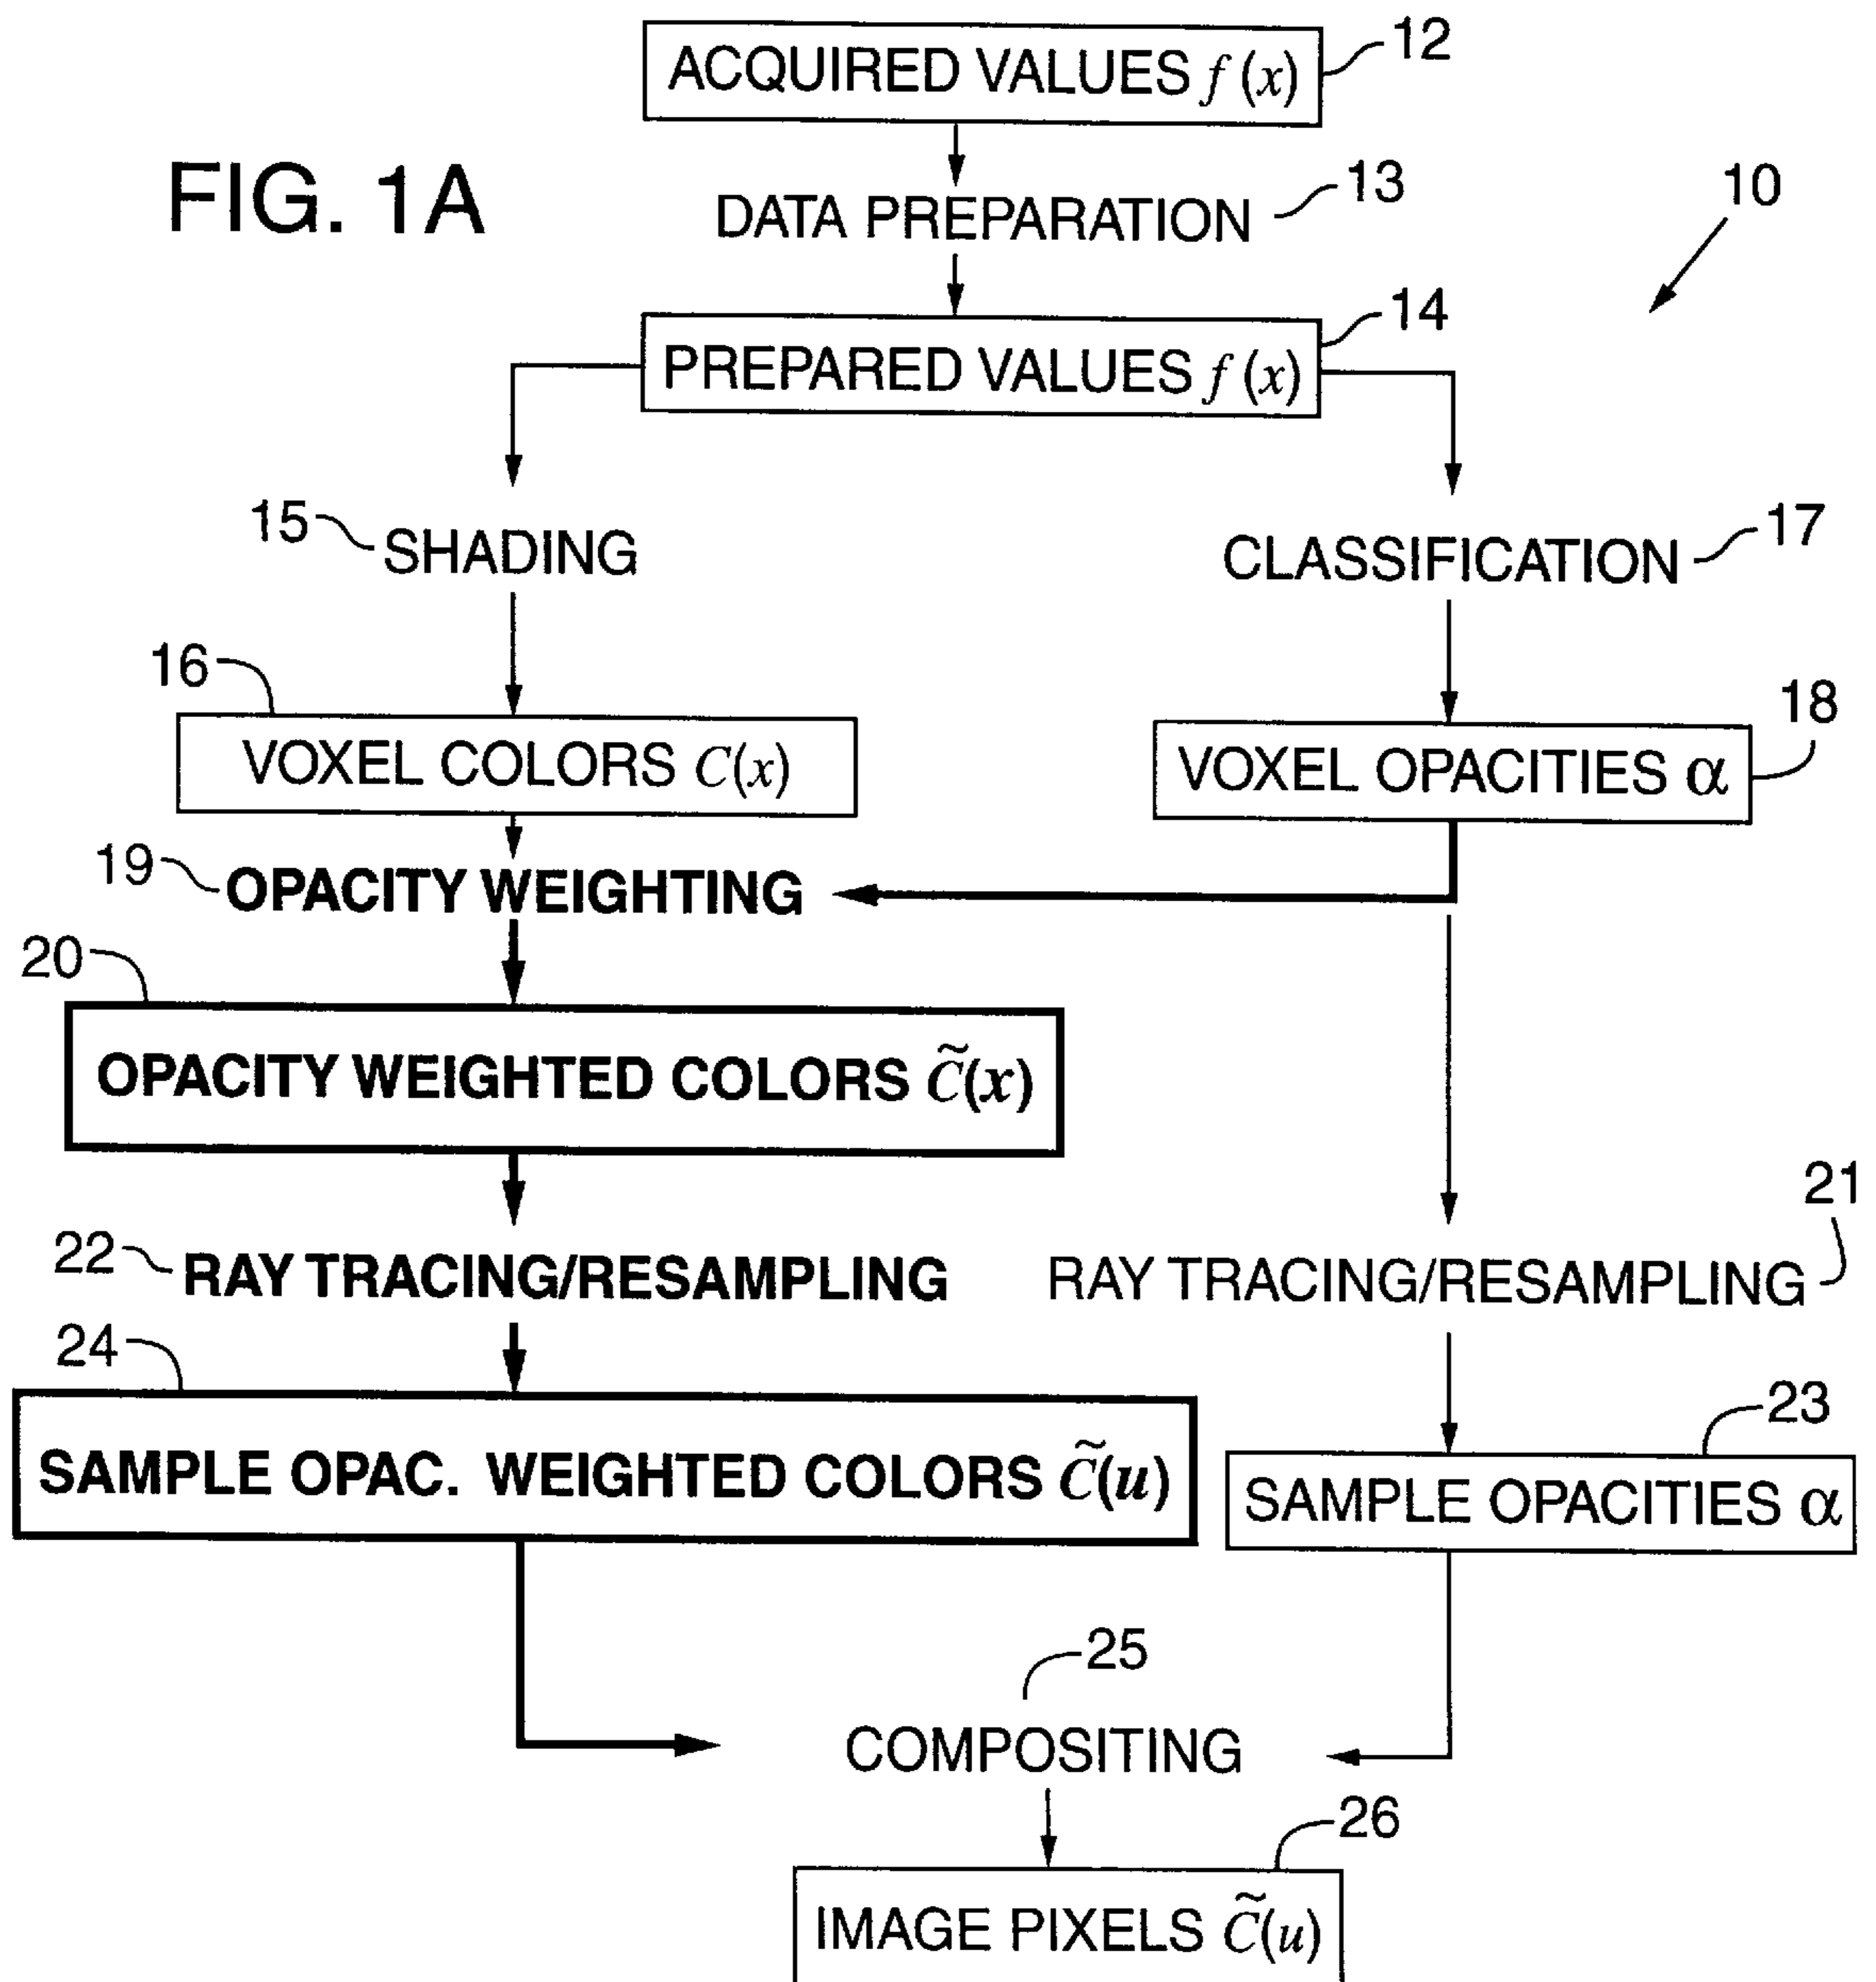 ACQUIRED VALUES f (x)
12
FIG. 1A
DATA PREPARATION
13
10
PREPARED VALUES f (x)
14
15
SHADING
CLASSIFICATION
17
16
VOXEL COLORS C(x)
VOXEL OPACITIES α
18
19
OPACITY WEIGHTING
20
OPACITY WEIGHTED COLORS C̃(x)
21
22
RAY TRACING/RESAMPLING
RAY TRACING/RESAMPLING
24
23
SAMPLE OPAC. WEIGHTED COLORS C̃(u)
SAMPLE OPACITIES α
25
COMPOSITING
26
IMAGE PIXELS C̃(u)